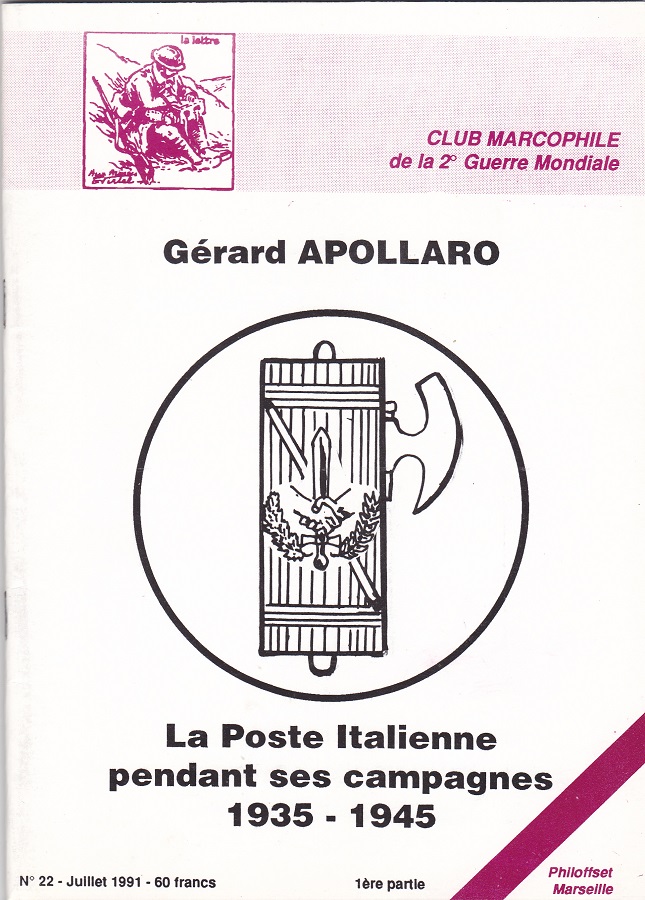 la lettre
CLUB MARCOPHILE
de la 2° Guerre Mondiale
Gérard APOLLARO
La Poste Italienne
pendant ses campagnes
1935 - 1945
N° 22 - Juillet 1991 - 60 francs
1ère partie
Philoffset
Marseille